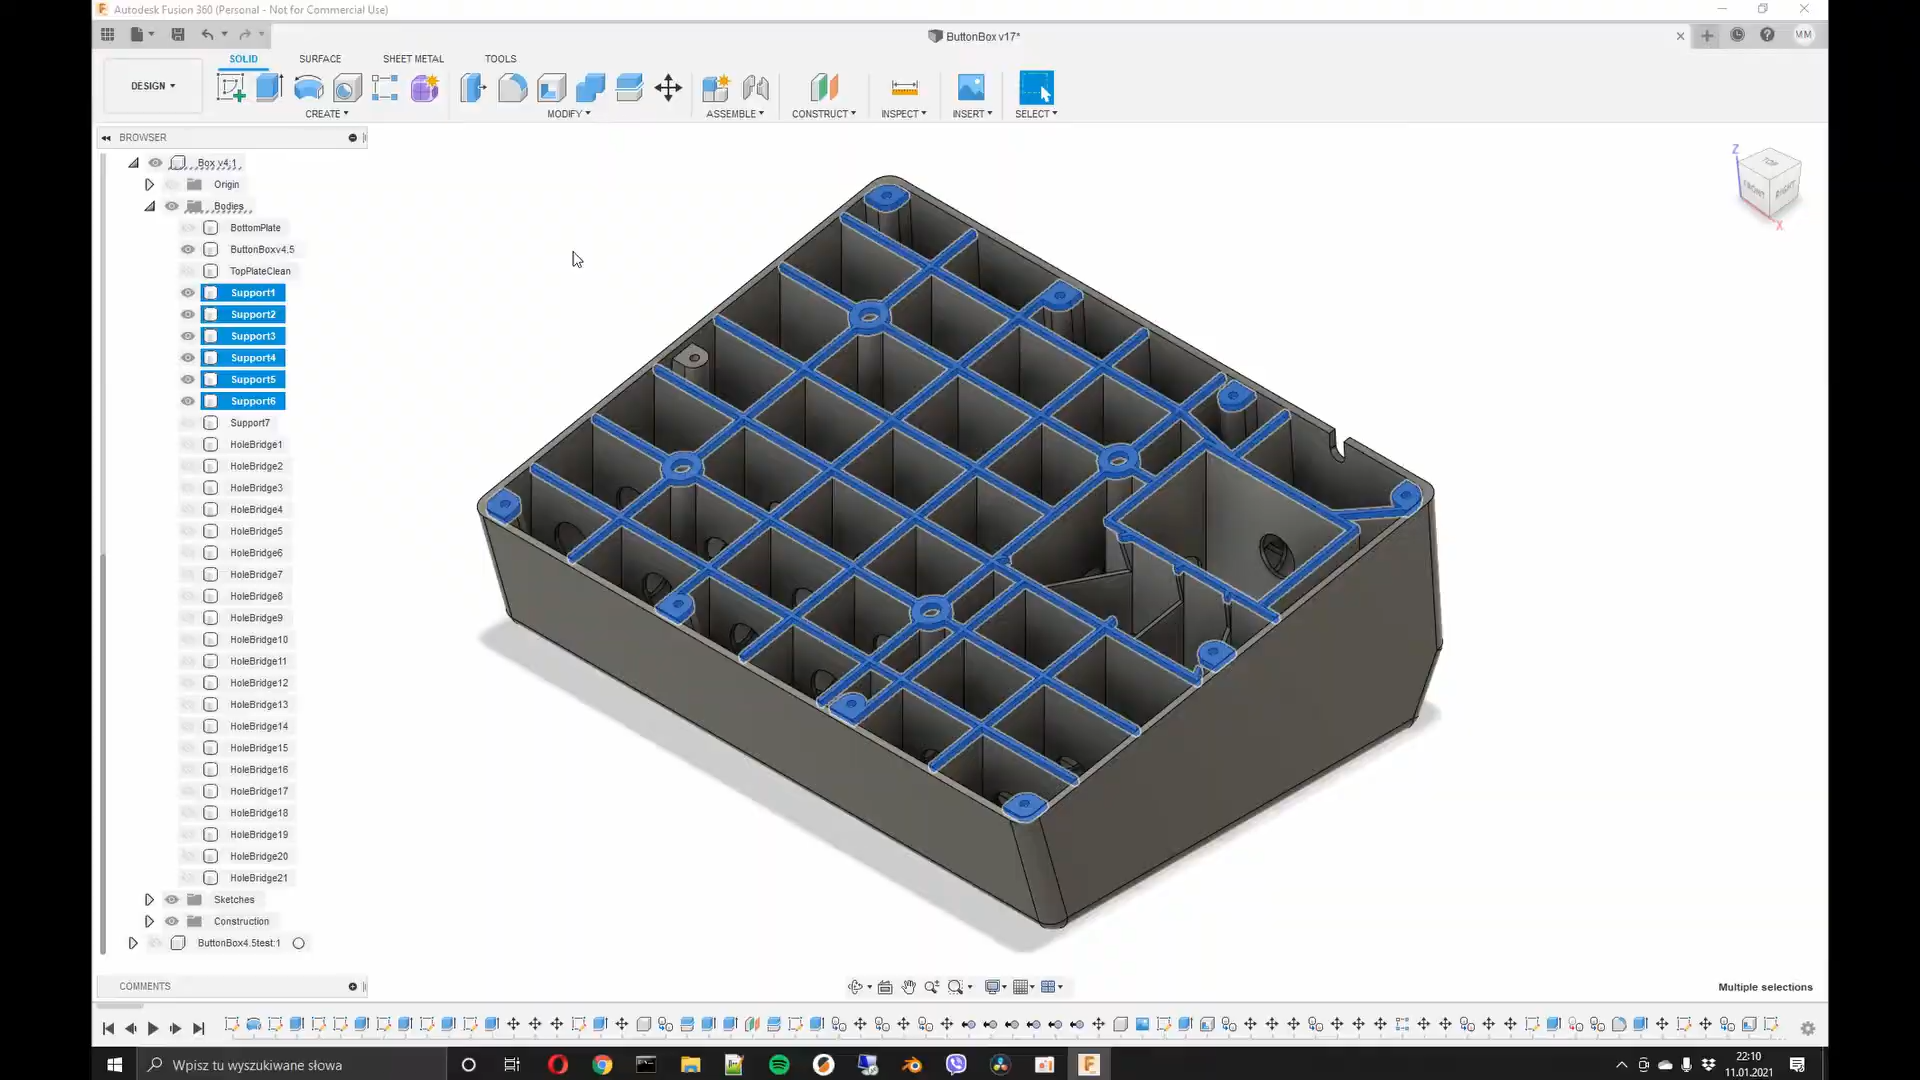 Autodesk Fusion 360 (Personal - Not for Commercial Use)
ButtonBox v17*
MM
SOLID
SURFACE
SHEET METAL
TOOLS
DESIGN
CREATE
MODIFY
ASSEMBLE
CONSTRUCT
INSPECT
INSERT
SELECT
BROWSER
Box v4:1
Origin
Bodies
BottomPlate
ButtonBoxv4.5
TopPlateClean
Support1
Support2
Support3
Support4
Support5
Support6
Support7
HoleBridge1
HoleBridge2
HoleBridge3
HoleBridge4
HoleBridge5
HoleBridge6
HoleBridge7
HoleBridge8
HoleBridge9
HoleBridge10
HoleBridge11
HoleBridge12
HoleBridge13
HoleBridge14
HoleBridge15
HoleBridge16
HoleBridge17
HoleBridge18
HoleBridge19
HoleBridge20
HoleBridge21
Sketches
Construction
ButtonBox4.5test:1
Z
TOP
FRONT
RIGHT
X
COMMENTS
Multiple selections
Wpisz tu wyszukiwane słowa
22:10
11.01.2021